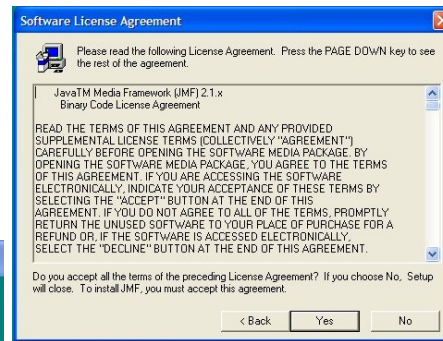 Software License Agreement
Please read the following License Agreement. Press the PAGE DOWN key to see
the rest of the agreement.
JavaTM Media Framework (JMF) 2.1.x
Binary Code License Agreement
READ THE TERMS OF THIS AGREEMENT AND ANY PROVIDED
SUPPLEMENTAL LICENSE TERMS (COLLECTIVELY "AGREEMENT")
CAREFULLY BEFORE OPENING THE SOFTWARE MEDIA PACKAGE. BY
OPENING THE SOFTWARE MEDIA PACKAGE, YOU AGREE TO THE TERMS
OF THIS AGREEMENT. IF YOU ARE ACCESSING THE SOFTWARE
ELECTRONICALLY, INDICATE YOUR ACCEPTANCE OF THESE TERMS BY
SELECTING THE "ACCEPT" BUTTON AT THE END OF THIS
AGREEMENT. IF YOU DO NOT AGREE TO ALL OF THE TERMS, PROMPTLY
RETURN THE UNUSED SOFTWARE TO YOUR PLACE OF PURCHASE FOR A
REFUND OR, IF THE SOFTWARE IS ACCESSED ELECTRONICALLY,
SELECT THE "DECLINE" BUTTON AT THE END OF THIS AGREEMENT.
Do you accept all the terms of the preceding License Agreement? If you choose No, Setup
will close. To install JMF, you must accept this agreement.
< Back Yes No